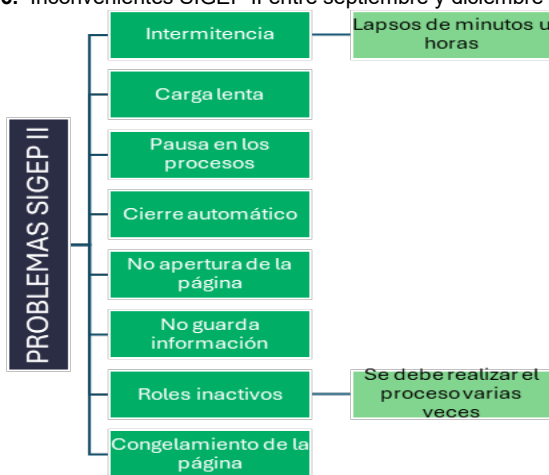 Inconvenientes SIGEP II entre septiembre y diciembre
Intermitencia
Lapsos de minutos u
horas
Carga lenta
Pausa en los
procesos
Cierre automático
PROBLEMAS SIGEP II
No apertura de la
página
No guarda
información
Roles inactivos
Se debe realizar el
proceso varias
veces
Congelamiento de la
página